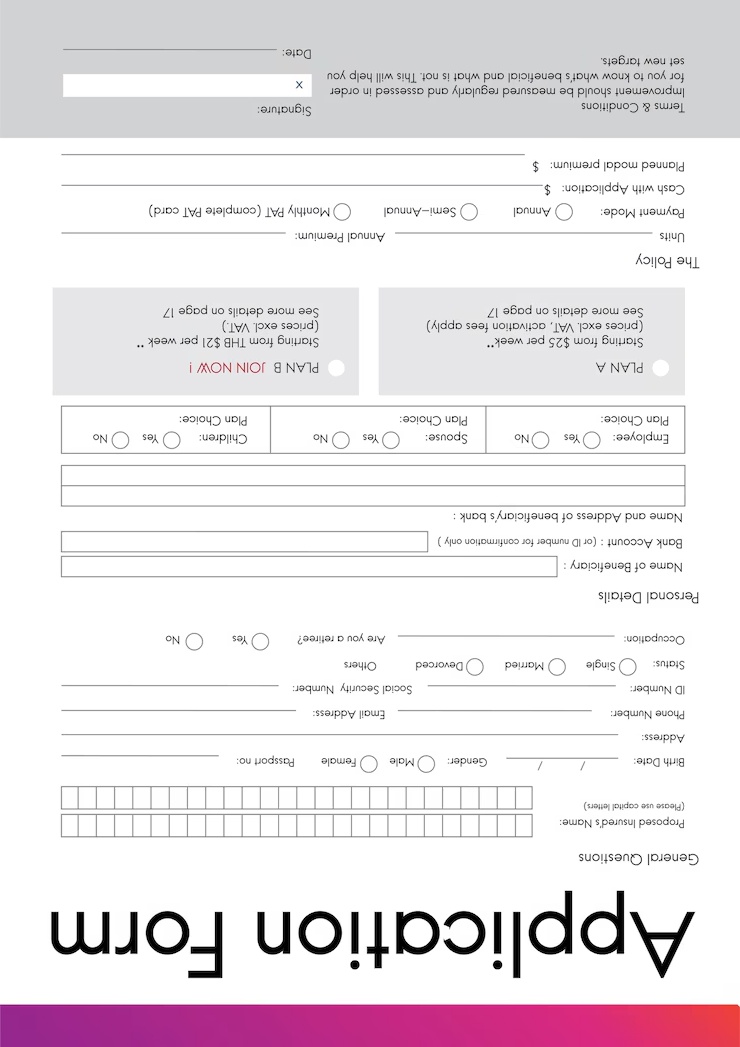 Application Form
General Questions
Proposed Insured's Name:
(Please use capital letters)
Birth Date: / / Gender: Male Female Passport no:
Address:
Phone Number: Email Address:
ID Number: Social Security Number:
Status: Single Married Devorced Others
Occupation: Are you a retiree? Yes No
Personal Details
Name of Beneficiary :
Bank Account : (or ID number for confirmation only )
Name and Address of beneficiary's bank :
Employee: Yes No Spouse: Yes No Children: Yes No
Plan Choice: Plan Choice: Plan Choice:
PLAN A
Starting from $25 per week**
(prices excl. VAT, activation fees apply)
See more details on page 17
PLAN B JOIN NOW !
Starting from THB $21 per week **
(prices excl. VAT.)
See more details on page 17
The Policy
Units Annual Premium:
Payment Mode: Annual Semi-Annual Monthly PAT (complete PAT card)
Cash with Application: $
Planned modal premium: $
Terms & Conditions
Improvement should be measured regularly and assessed in order
for you to know what's beneficial and what is not. This will help you
set new targets.
Signature:
x
Date: